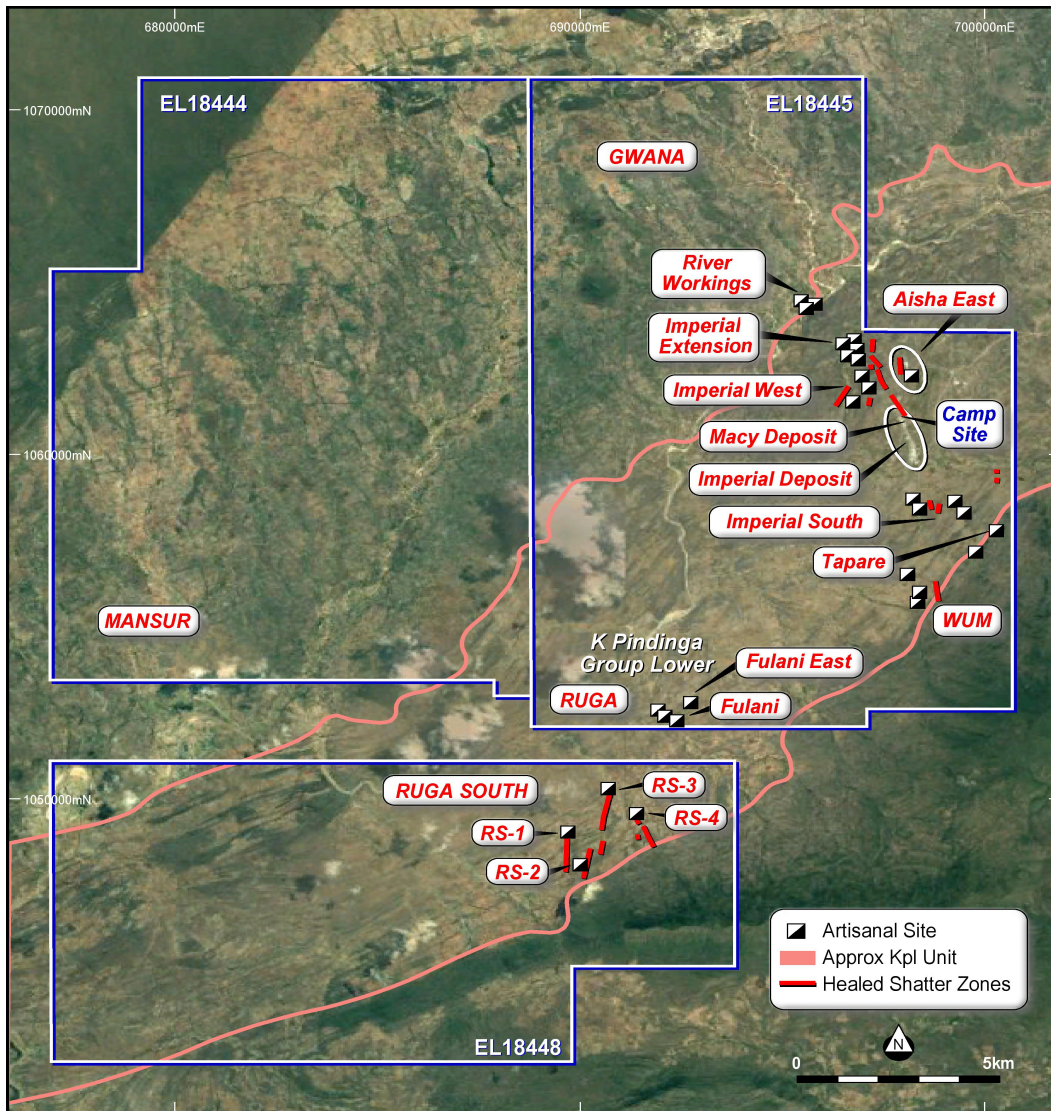 680000mE
690000mE
700000mE
EL18444
EL18445
1070000mN
GWANA
River
Workings
Aisha East
Imperial
Extension
Imperial West
Camp
Site
Macy Deposit
1060000mN
Imperial Deposit
Imperial South
Tapare
MANSUR
WUM
K Pindinga
Group Lower
Fulani East
RUGA
Fulani
RUGA SOUTH
RS-3
1050000mN
RS-4
RS-1
RS-2
Artisanal Site
Approx Kpl Unit
Healed Shatter Zones
EL18448
N
0
5km